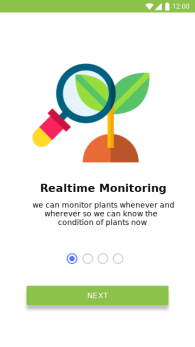 12:00
Realtime Monitoring
we can monitor plants whenever and
wherever so we can know the
condition of plants now
NEXT